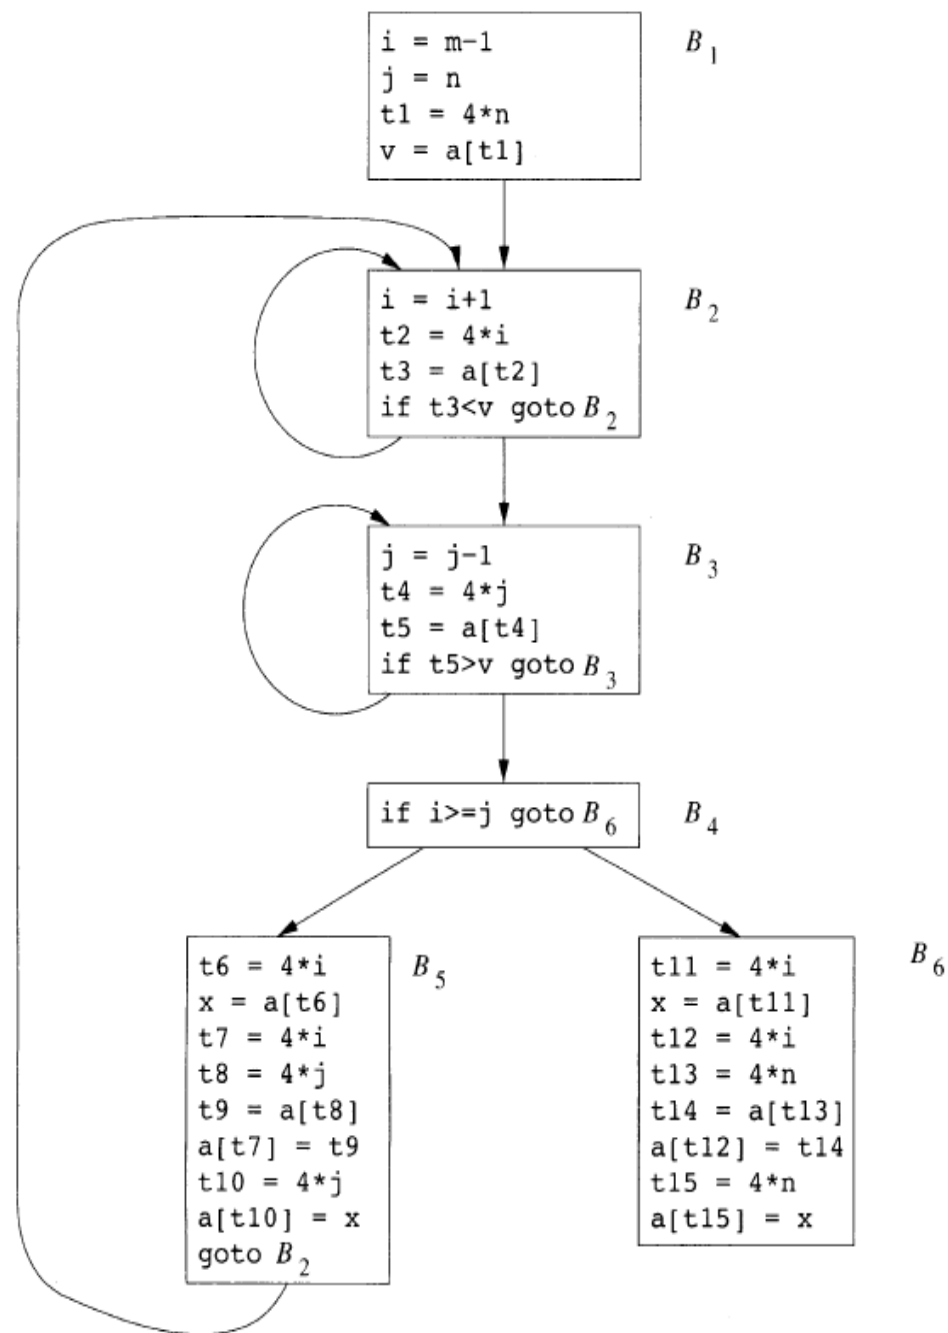 i = m-1
j = n
t1 = 4*n
v = a[t1]
B1
i = i+1
t2 = 4*i
t3 = a[t2]
if t3<v goto B2
B2
j = j-1
t4 = 4*j
t5 = a[t4]
if t5>v goto B3
B3
if i>=j goto B6
B4
t6 = 4*i
x = a[t6]
t7 = 4*i
t8 = 4*j
t9 = a[t8]
a[t7] = t9
t10 = 4*j
a[t10] = x
goto B2
B5
t11 = 4*i
x = a[t11]
t12 = 4*i
t13 = 4*n
t14 = a[t13]
a[t12] = t14
t15 = 4*n
a[t15] = x
B6